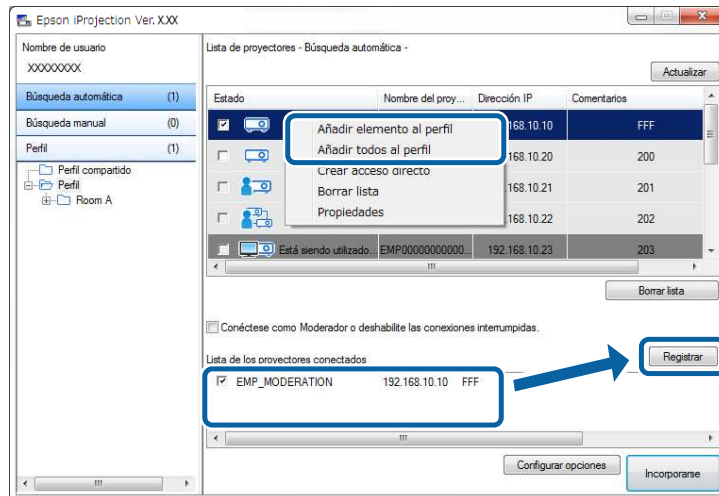 Epson iProjection Ver. X.XX
Nombre de usuario
XXXXXXXX
Búsqueda automática (1)
Búsqueda manual (0)
Perfil (1)
Perfil compartido
Perfil
Room A
Lista de proyectores - Búsqueda automática -
Actualizar
Estado Nombre del proy... Dirección IP Comentarios
.168.10.10 FFF
.168.10.20 200
.168.10.21 201
.168.10.22 202
Está siendo utilizado... EMP00000000000... 192.168.10.23 203
Añadir elemento al perfil
Añadir todos al perfil
Crear acceso directo
Borrar lista
Propiedades
Borrar lista
Conéctese como Moderador o deshabilite las conexiones interrumpidas.
Lista de los proyectores conectados
Registrar
EMP_MODERATION 192.168.10.10 FFF
Configurar opciones
Incorporarse